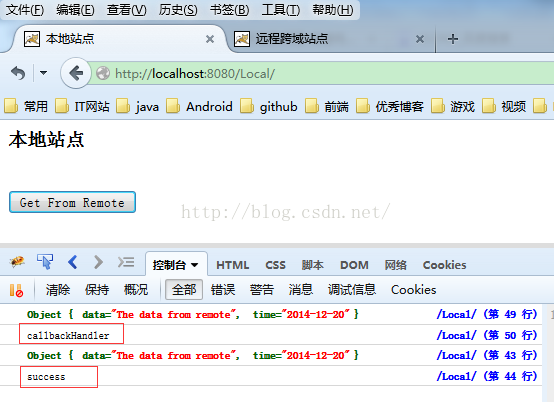 文件(F) 编辑(E) 查看(V) 历史(S) 书签(B) 工具(T) 帮助(H)
本地站点 × 远程跨域站点 × +
http://localhost:8080/Local/
常用 IT网站 java Android github 前端 优秀博客 游戏 视频
本地站点
Get From Remote
http://blog.csdn.net/
控制台 HTML CSS 脚本 DOM 网络 Cookies
清除 保持 概况 全部 错误 警告 消息 调试信息 Cookies
Object { data="The data from remote", time="2014-12-20" } /Local/ (第 49 行)
callbackHandler /Local/ (第 50 行)
Object { data="The data from remote", time="2014-12-20" } /Local/ (第 43 行)
success /Local/ (第 44 行)